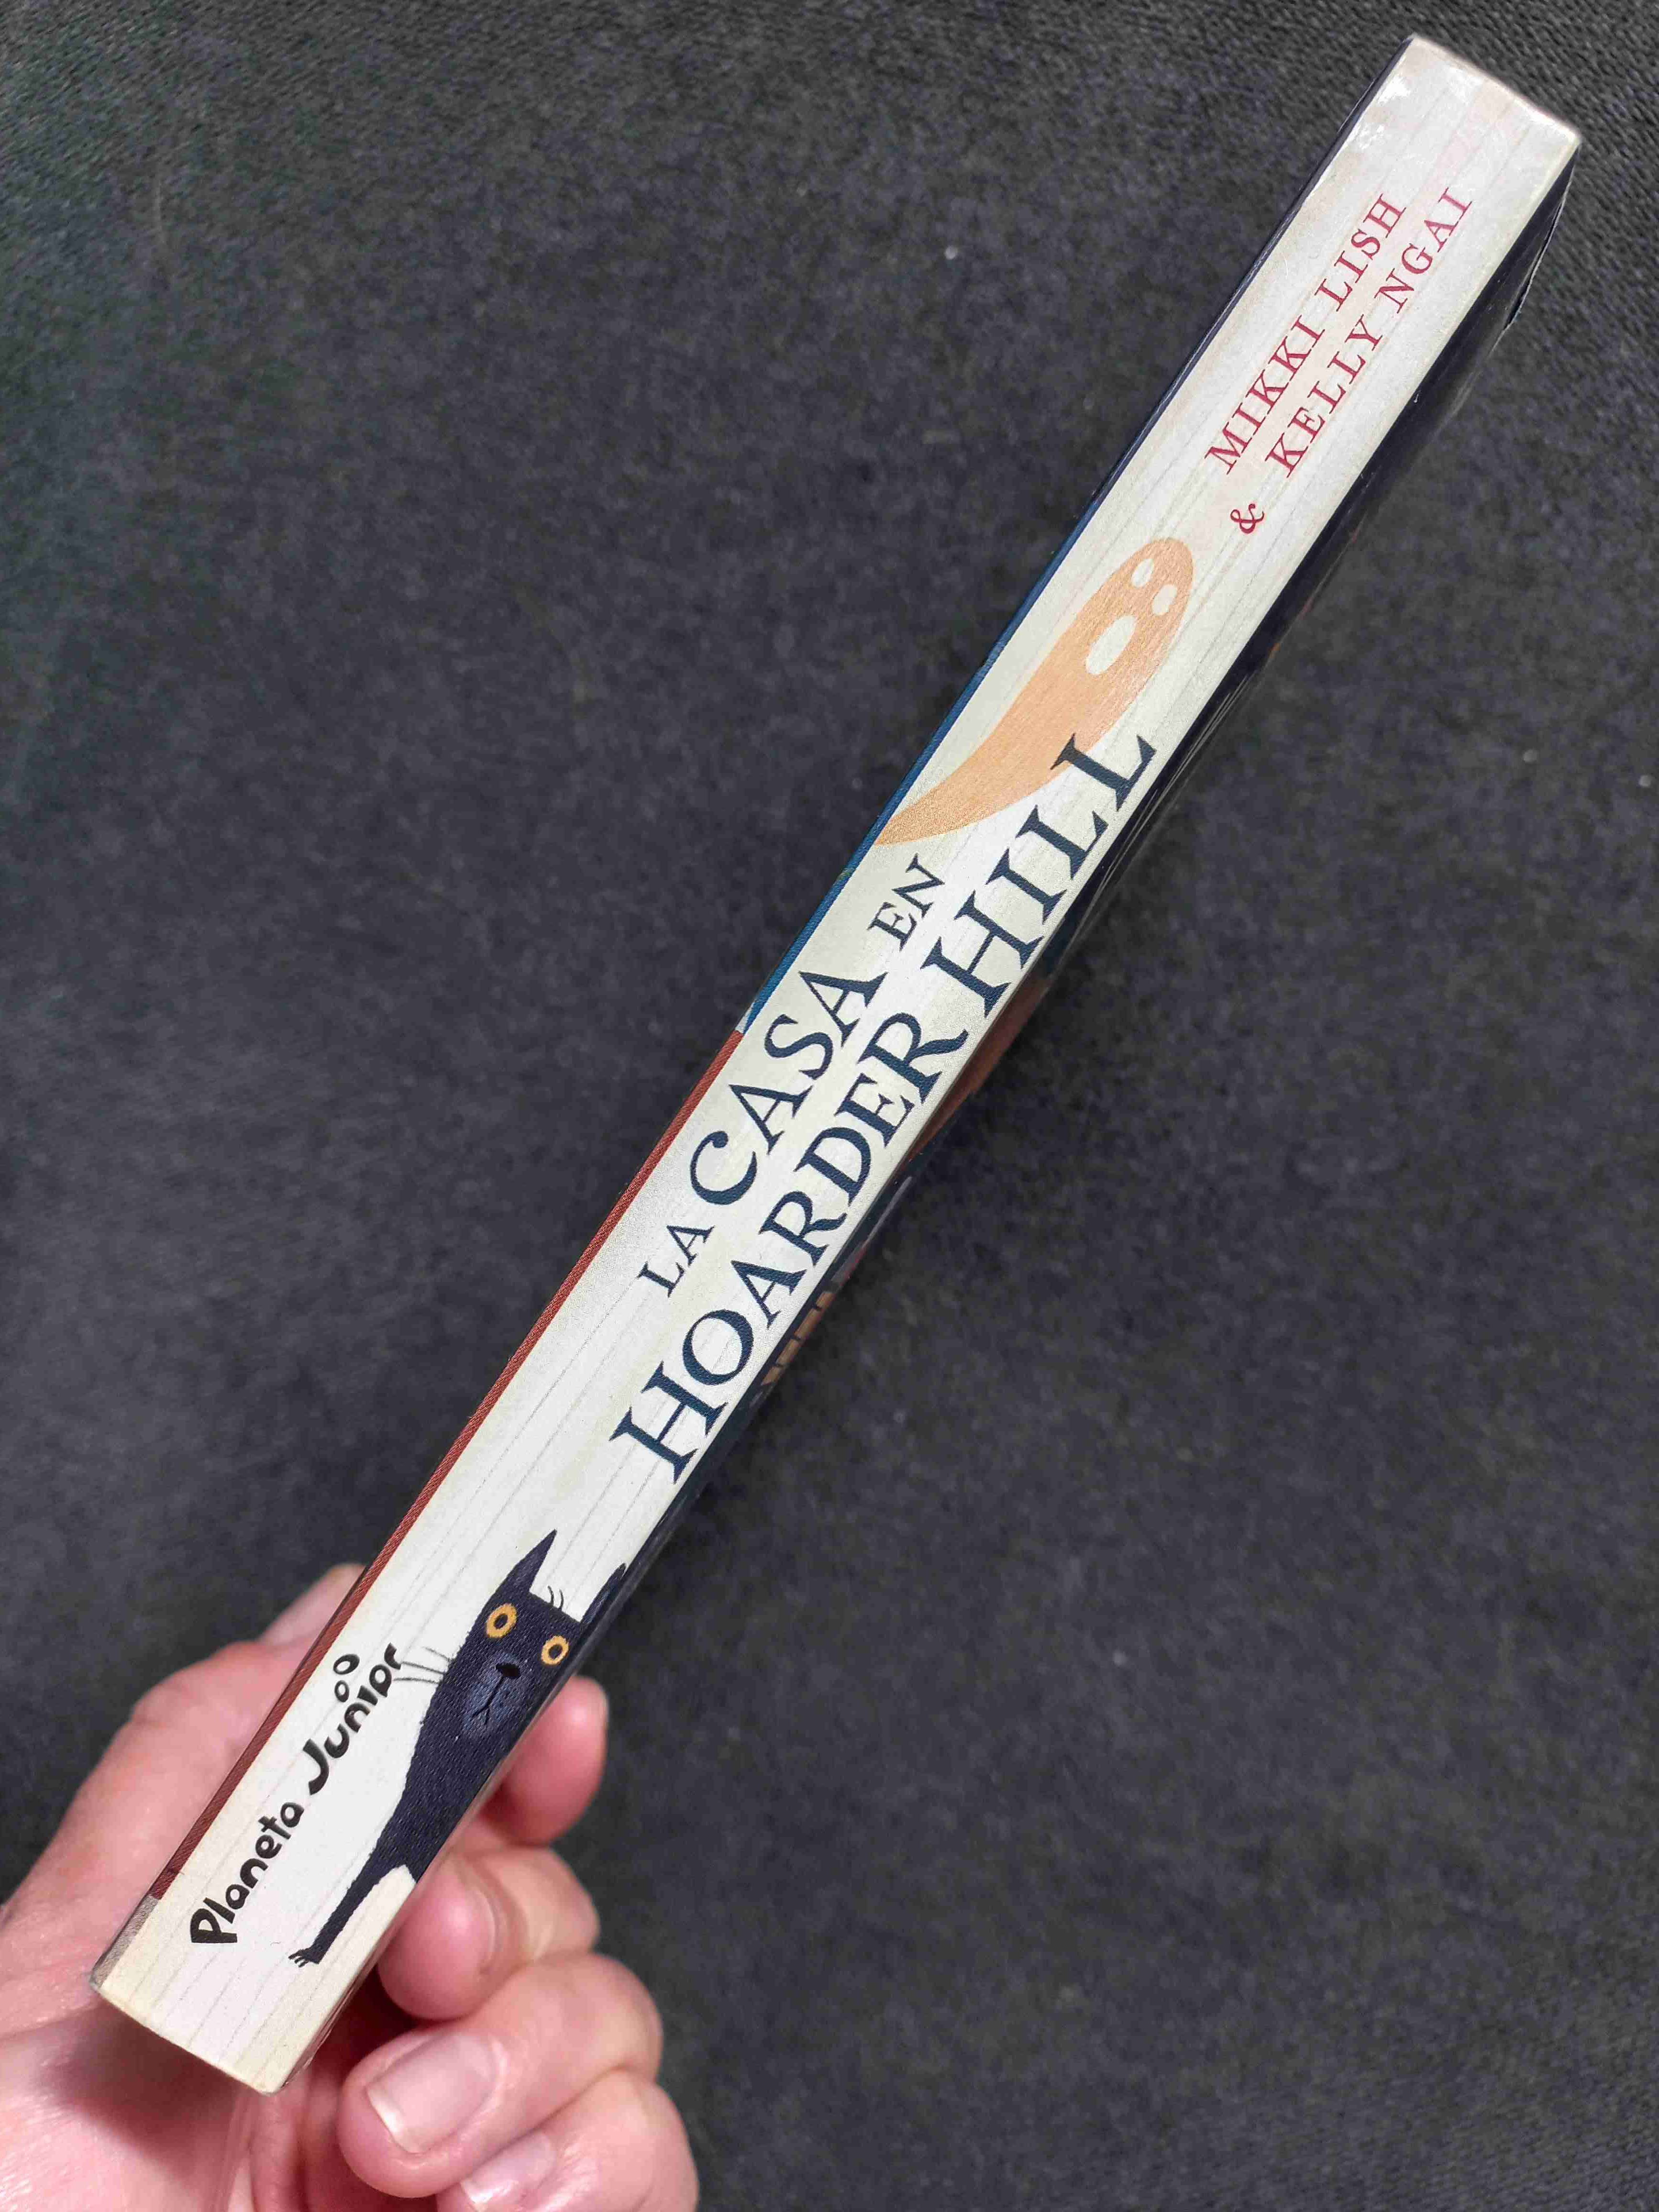 Planeta Junior
LA CASA EN
HOARDER HILL
MIKKI LISH
& KELLY NGAI